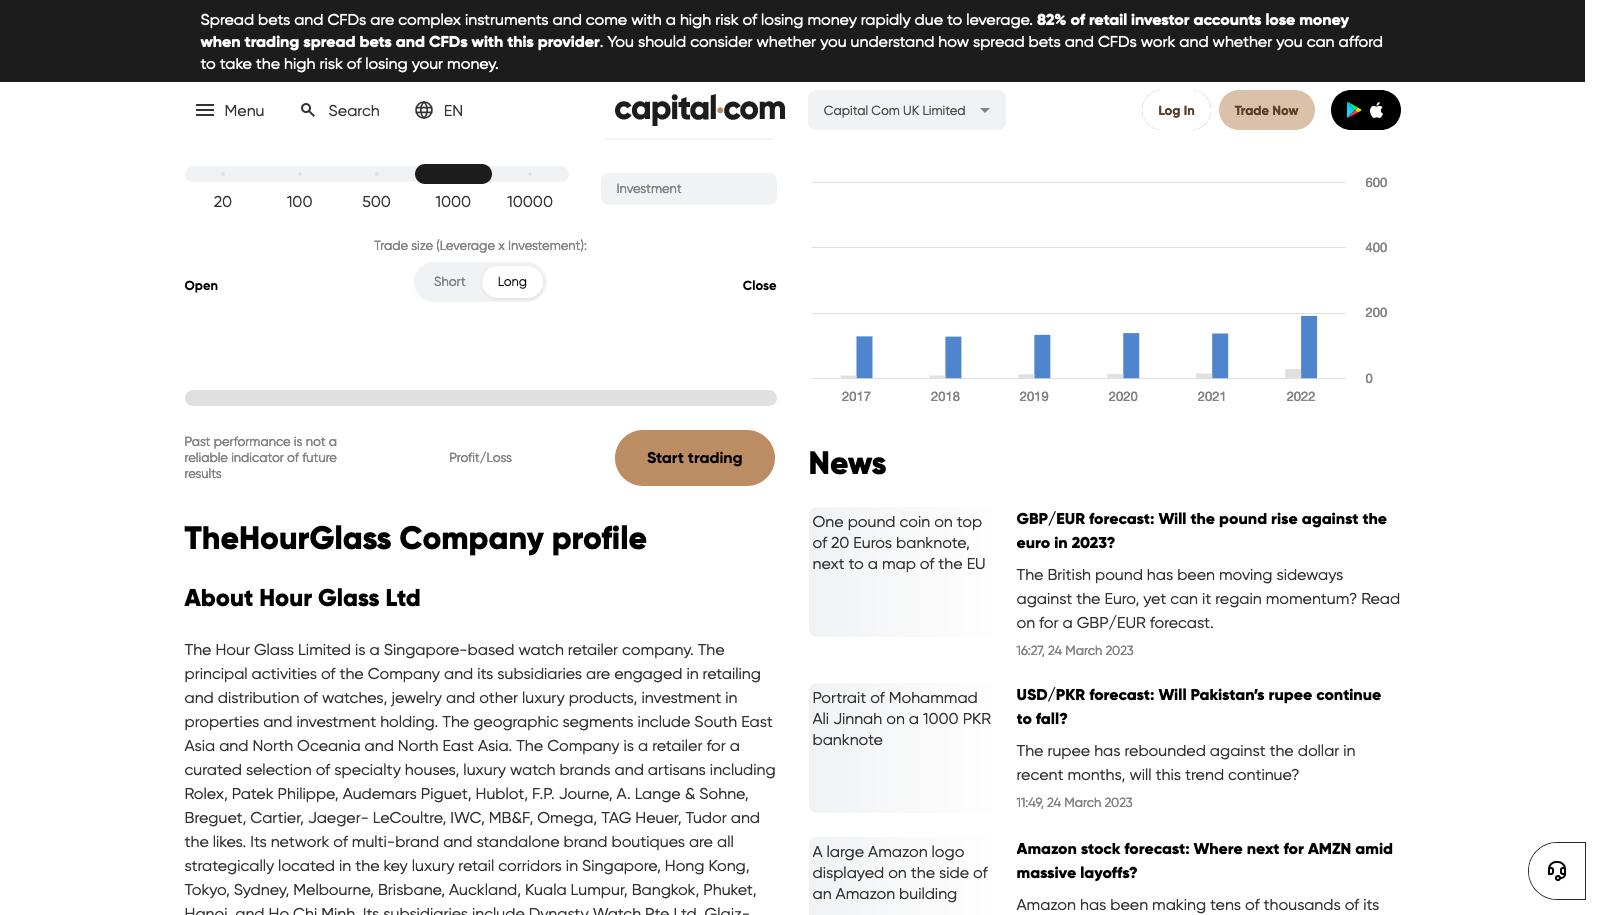 Spread bets and CFDs are complex instruments and come with a high risk of losing money rapidly due to leverage. 82% of retail investor accounts lose money
when trading spread bets and CFDs with this provider. You should consider whether you understand how spread bets and CFDs work and whether you can afford
to take the high risk of losing your money.
Menu
Search
EN
capital.com
Capital Com UK Limited
Log In
Trade Now
20
100
500
1000
10000
Investment
Trade size (Leverage x Investement):
Open
Short
Long
Close
Past performance is not a
reliable indicator of future
results
Profit/Loss
Start trading
TheHourGlass Company profile
About Hour Glass Ltd
The Hour Glass Limited is a Singapore-based watch retailer company. The
principal activities of the Company and its subsidiaries are engaged in retailing
and distribution of watches, jewelry and other luxury products, investment in
properties and investment holding. The geographic segments include South East
Asia and North Oceania and North East Asia. The Company is a retailer for a
curated selection of specialty houses, luxury watch brands and artisans including
Rolex, Patek Philippe, Audemars Piguet, Hublot, F.P. Journe, A. Lange & Sohne,
Breguet, Cartier, Jaeger- LeCoultre, IWC, MB&F, Omega, TAG Heuer, Tudor and
the likes. Its network of multi-brand and standalone brand boutiques are all
strategically located in the key luxury retail corridors in Singapore, Hong Kong,
Tokyo, Sydney, Melbourne, Brisbane, Auckland, Kuala Lumpur, Bangkok, Phuket,
Hanoi, and Ho Chi Minh. Its subsidiaries include Dynasty Watch Pte Ltd, Glajz-
600
400
200
0
2017
2018
2019
2020
2021
2022
News
One pound coin on top
of 20 Euros banknote,
next to a map of the EU
GBP/EUR forecast: Will the pound rise against the
euro in 2023?
The British pound has been moving sideways
against the Euro, yet can it regain momentum? Read
on for a GBP/EUR forecast.
16:27, 24 March 2023
Portrait of Mohammad
Ali Jinnah on a 1000 PKR
banknote
USD/PKR forecast: Will Pakistan’s rupee continue
to fall?
The rupee has rebounded against the dollar in
recent months, will this trend continue?
11:49, 24 March 2023
A large Amazon logo
displayed on the side of
an Amazon building
Amazon stock forecast: Where next for AMZN amid
massive layoffs?
Amazon has been making tens of thousands of its